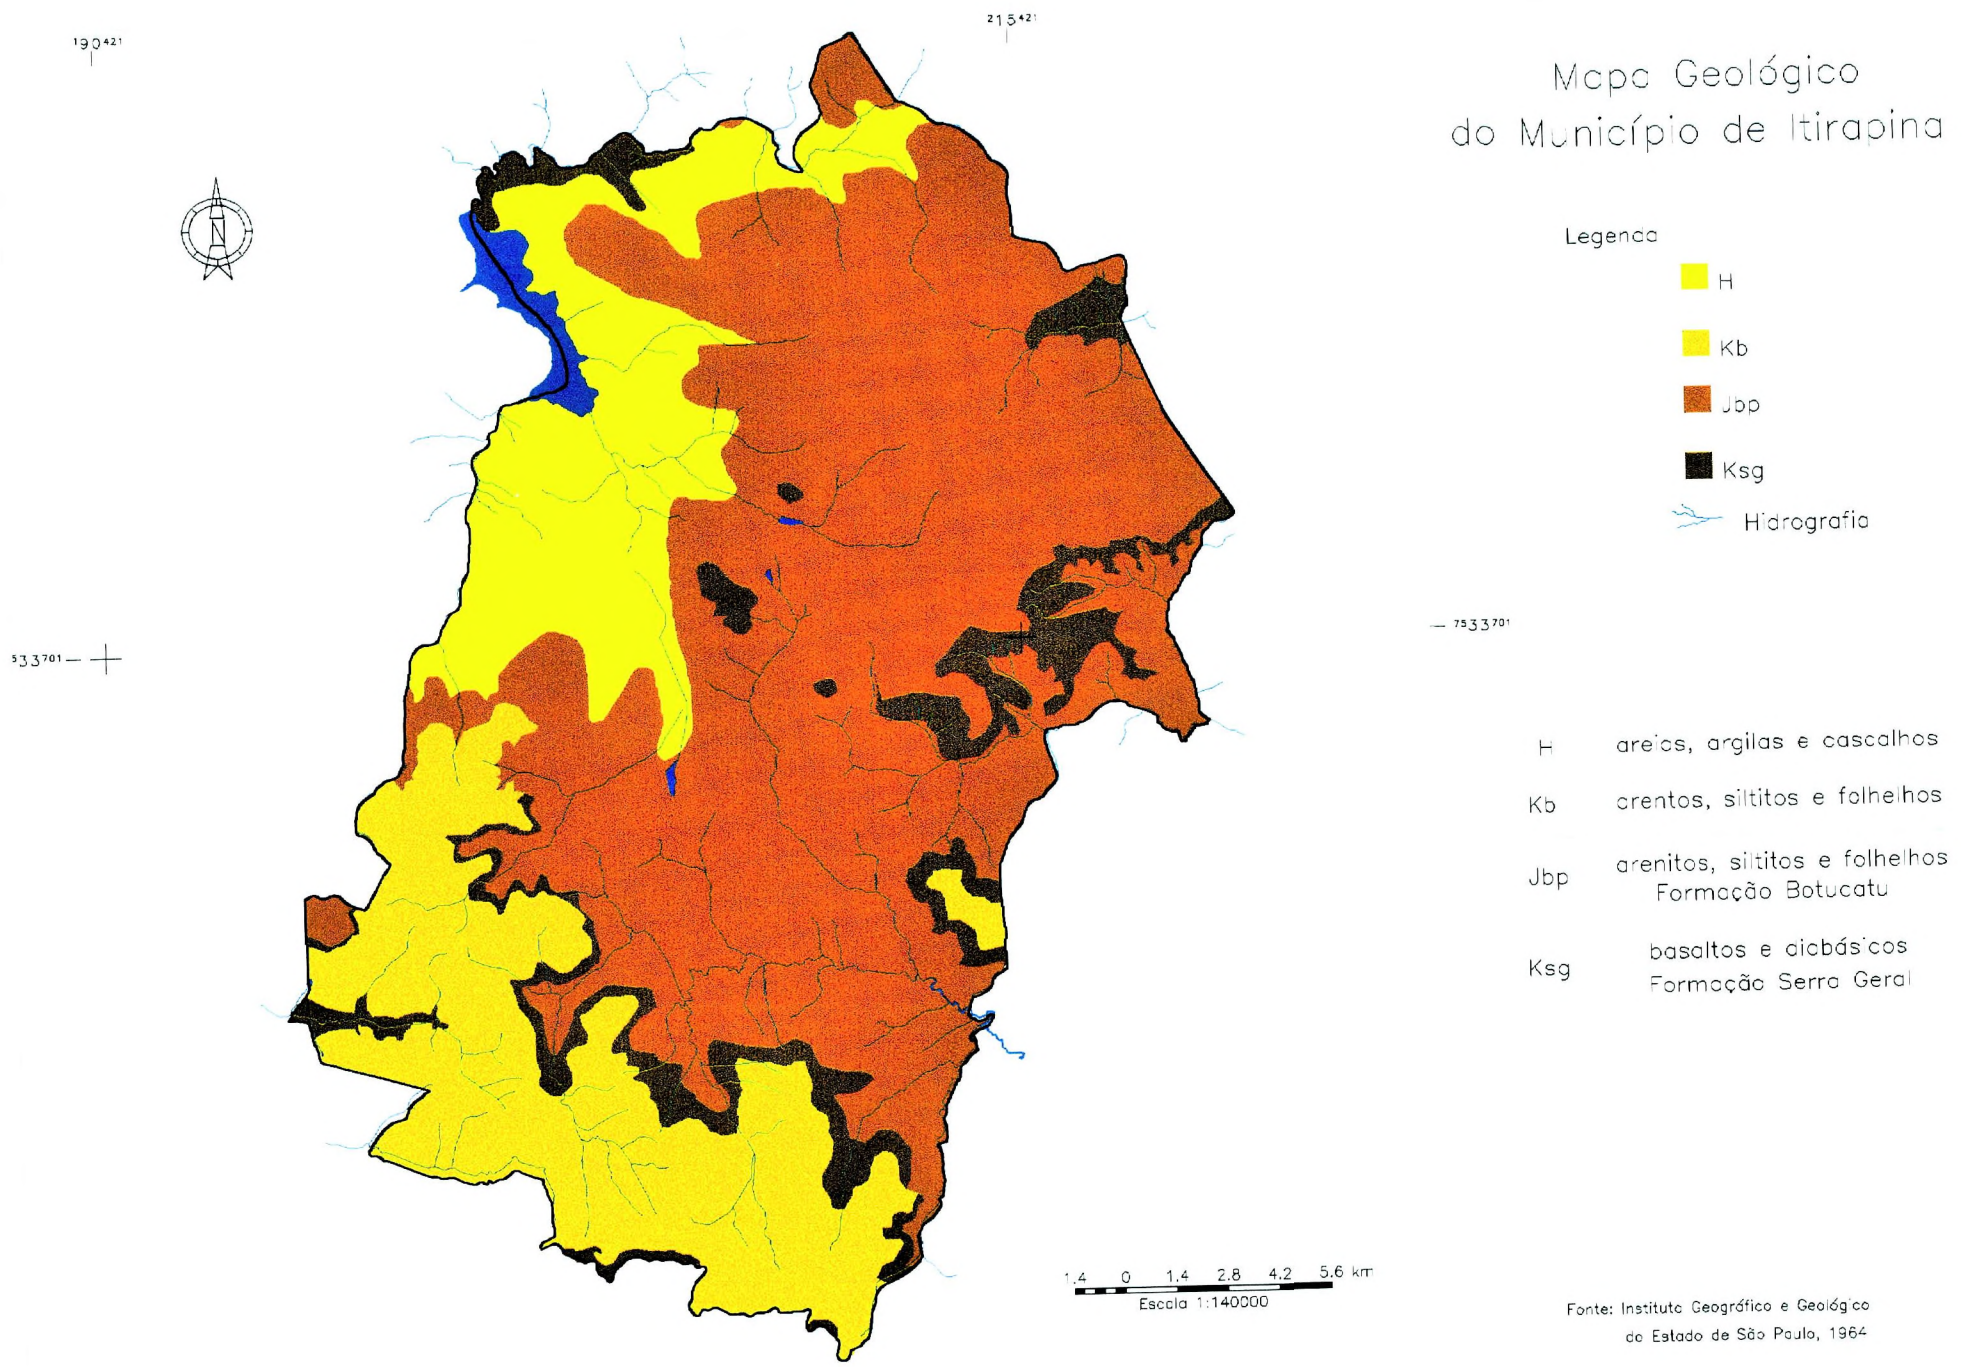 190421
215421
Mapa Geológico
do Município de Itirapina
N
Legenda
H
Kb
Jbp
Ksg
Hidrografia
7533701
533701
H areias, argilas e cascalhos
Kb arentos, siltitos e folhelhos
Jbp arenitos, siltitos e folhelhos
Formação Botucatu
Ksg basaltos e diabásicos
Formação Serra Geral
1.4 0 1.4 2.8 4.2 5.6 km
Escala 1:140000
Fonte: Instituto Geográfico e Geológico
do Estado de São Paulo, 1964